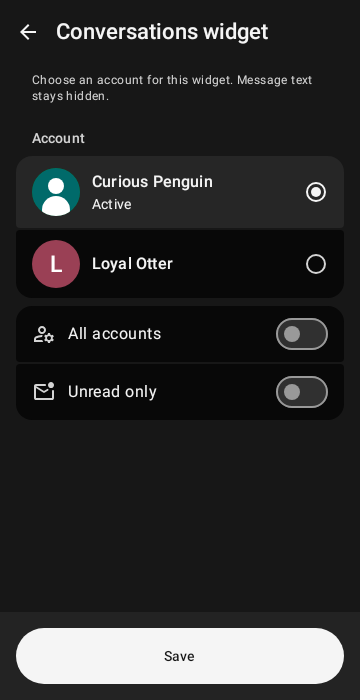 Conversations widget
Choose an account for this widget. Message text
stays hidden.
Account
Curious Penguin
Active
L
Loyal Otter
All accounts
Unread only
Save